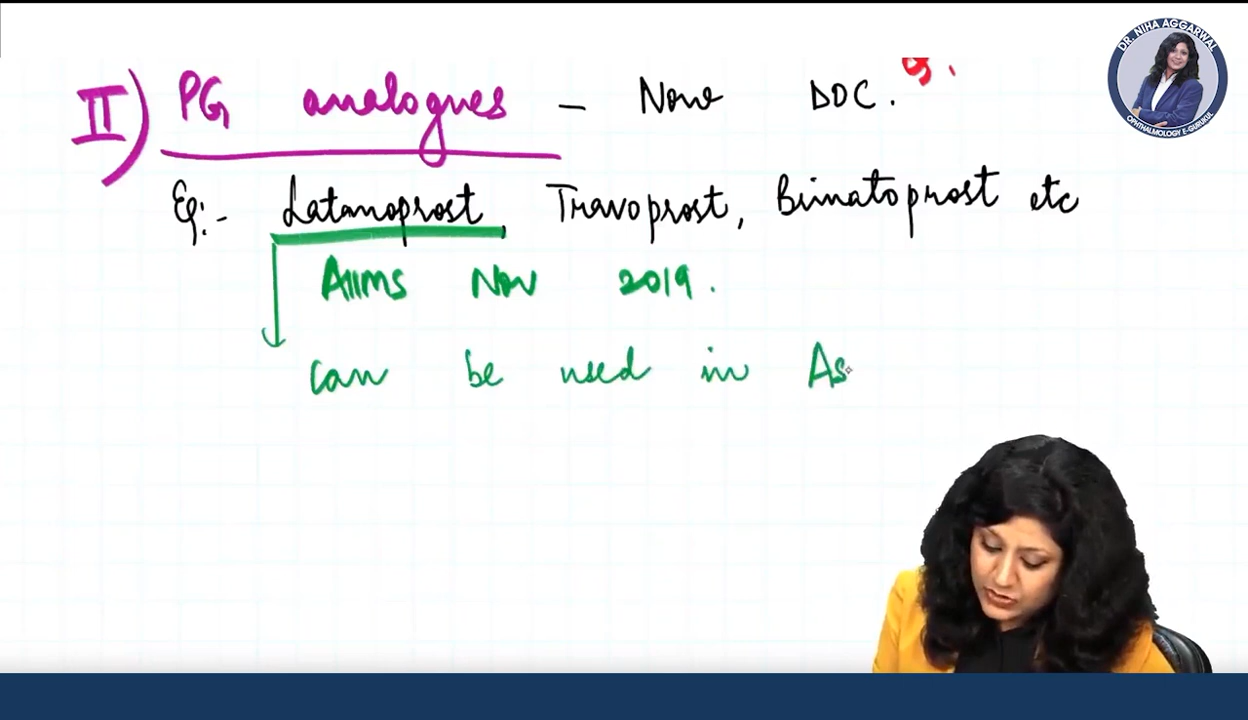 DR. NIHA AGGARWAL
OPHTHALMOLOGY E-GURUKUL
II) PG analogues - Now DOC.
Eg:- Latanoprost Travoprost, Bimatoprost etc
AIIMS Nov 2019.
can be used in As